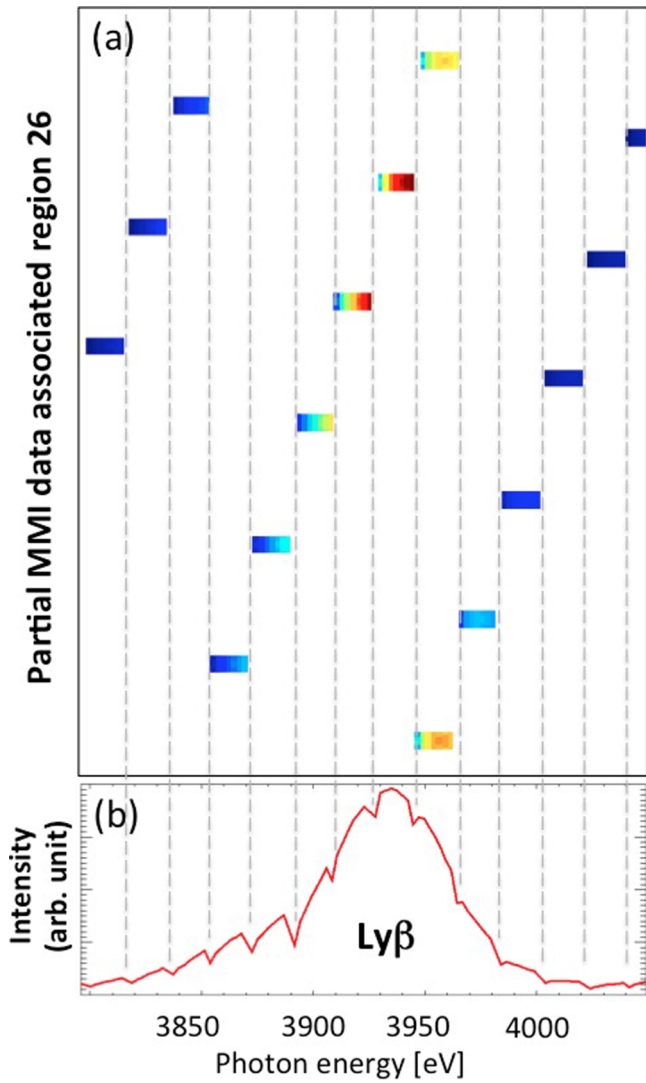 (a)
Partial MMI data associated region 26
(b)
Intensity
(arb. unit)
Lyβ
3850 3900 3950 4000
Photon energy [eV]